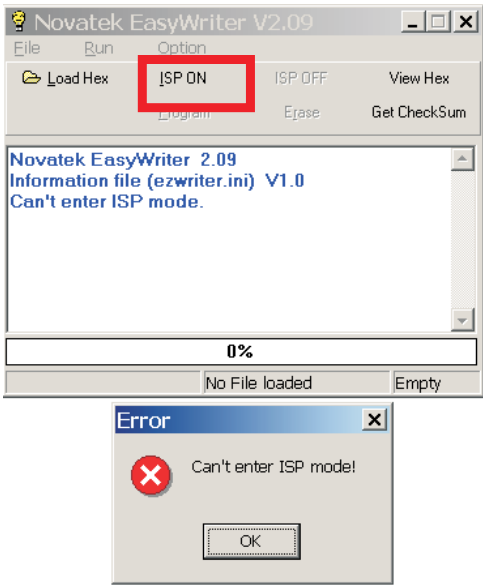 Novatek EasyWriter V2.09
File Run Option
Load Hex ISP ON ISP OFF View Hex
Program Erase Get CheckSum
Novatek EasyWriter 2.09
Information file (ezwriter.ini) V1.0
Can't enter ISP mode.
0%
No File loaded Empty
Error
Can't enter ISP mode!
OK